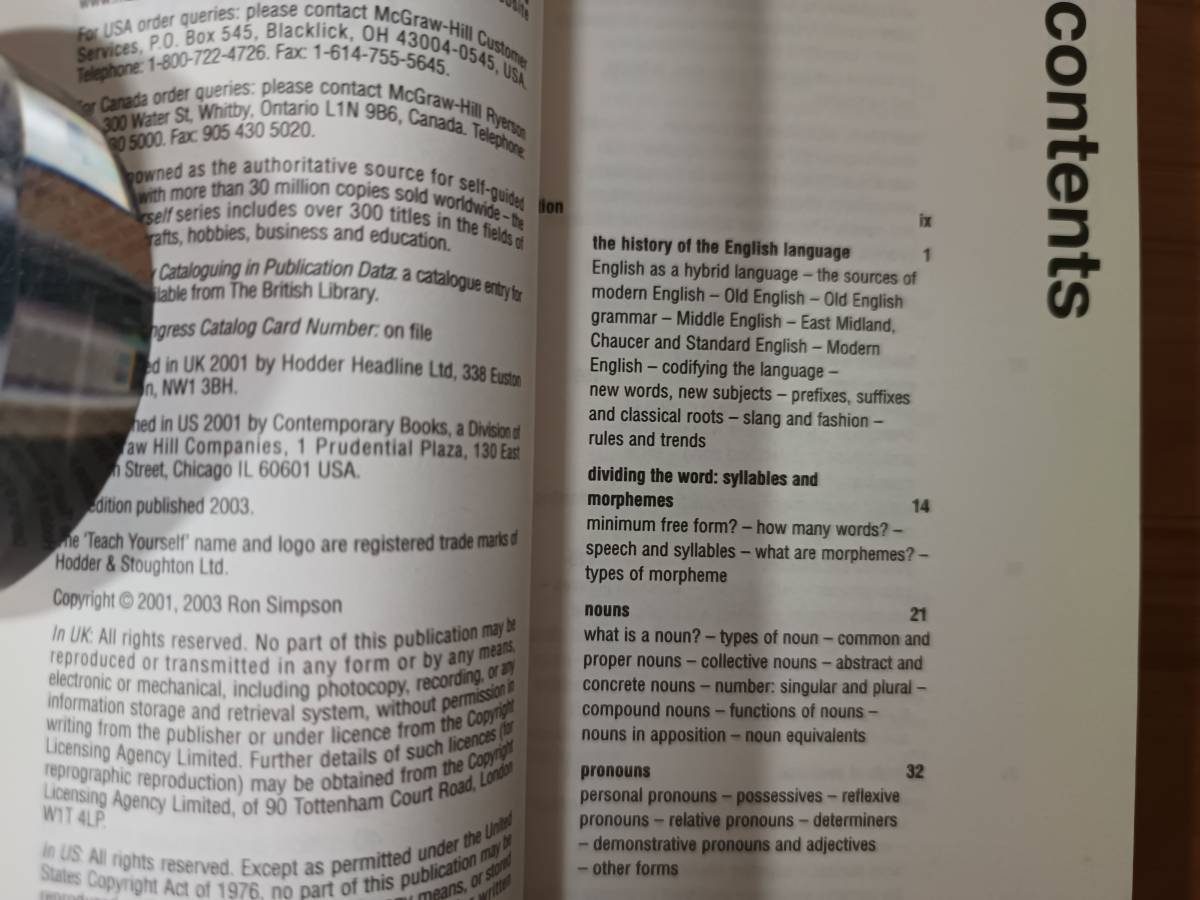 For USA order queries: please contact McGraw-Hill Customer
Services, P.O. Box 545, Blacklick, OH 43004-0545, USA.
Telephone: 1-800-722-4726. Fax: 1-614-755-5645.
For Canada order queries: please contact McGraw-Hill Ryerson
300 Water St, Whitby, Ontario L1N 9B6, Canada. Telephone:
5000. Fax: 905 430 5020.
as the authoritative source for self-guided
with more than 30 million copies sold worldwide – the
series includes over 300 titles in the fields of
hobbies, business and education.
Cataloguing in Publication Data: a catalogue entry for
from The British Library.
Catalog Card Number: on file
in UK 2001 by Hodder Headline Ltd, 338 Euston
NW1 3BH.
in US 2001 by Contemporary Books, a Division of
Hill Companies, 1 Prudential Plaza, 130 East
Street, Chicago IL 60601 USA.
edition published 2003.
The 'Teach Yourself' name and logo are registered trade marks of
Hodder & Stoughton Ltd.
Copyright © 2001, 2003 Ron Simpson
In UK: All rights reserved. No part of this publication may be
reproduced or transmitted in any form or by any means,
electronic or mechanical, including photocopy, recording, or any
information storage and retrieval system, without permission in
writing from the publisher or under licence from the Copyright
Licensing Agency Limited. Further details of such licences (for
reprographic reproduction) may be obtained from the Copyright
Licensing Agency Limited, of 90 Tottenham Court Road, London
W1T 4LP.
In US: All rights reserved. Except as permitted under the United
States Copyright Act of 1976, no part of this publication may be
means, or stored
written
contents
ix
the history of the English language 1
English as a hybrid language – the sources of
modern English – Old English – Old English
grammar – Middle English – East Midland,
Chaucer and Standard English – Modern
English – codifying the language –
new words, new subjects – prefixes, suffixes
and classical roots – slang and fashion –
rules and trends
dividing the word: syllables and
morphemes 14
minimum free form? – how many words? –
speech and syllables – what are morphemes? –
types of morpheme
nouns 21
what is a noun? – types of noun – common and
proper nouns – collective nouns – abstract and
concrete nouns – number: singular and plural –
compound nouns – functions of nouns –
nouns in apposition – noun equivalents
pronouns 32
personal pronouns – possessives – reflexive
pronouns – relative pronouns – determiners
– demonstrative pronouns and adjectives
– other forms